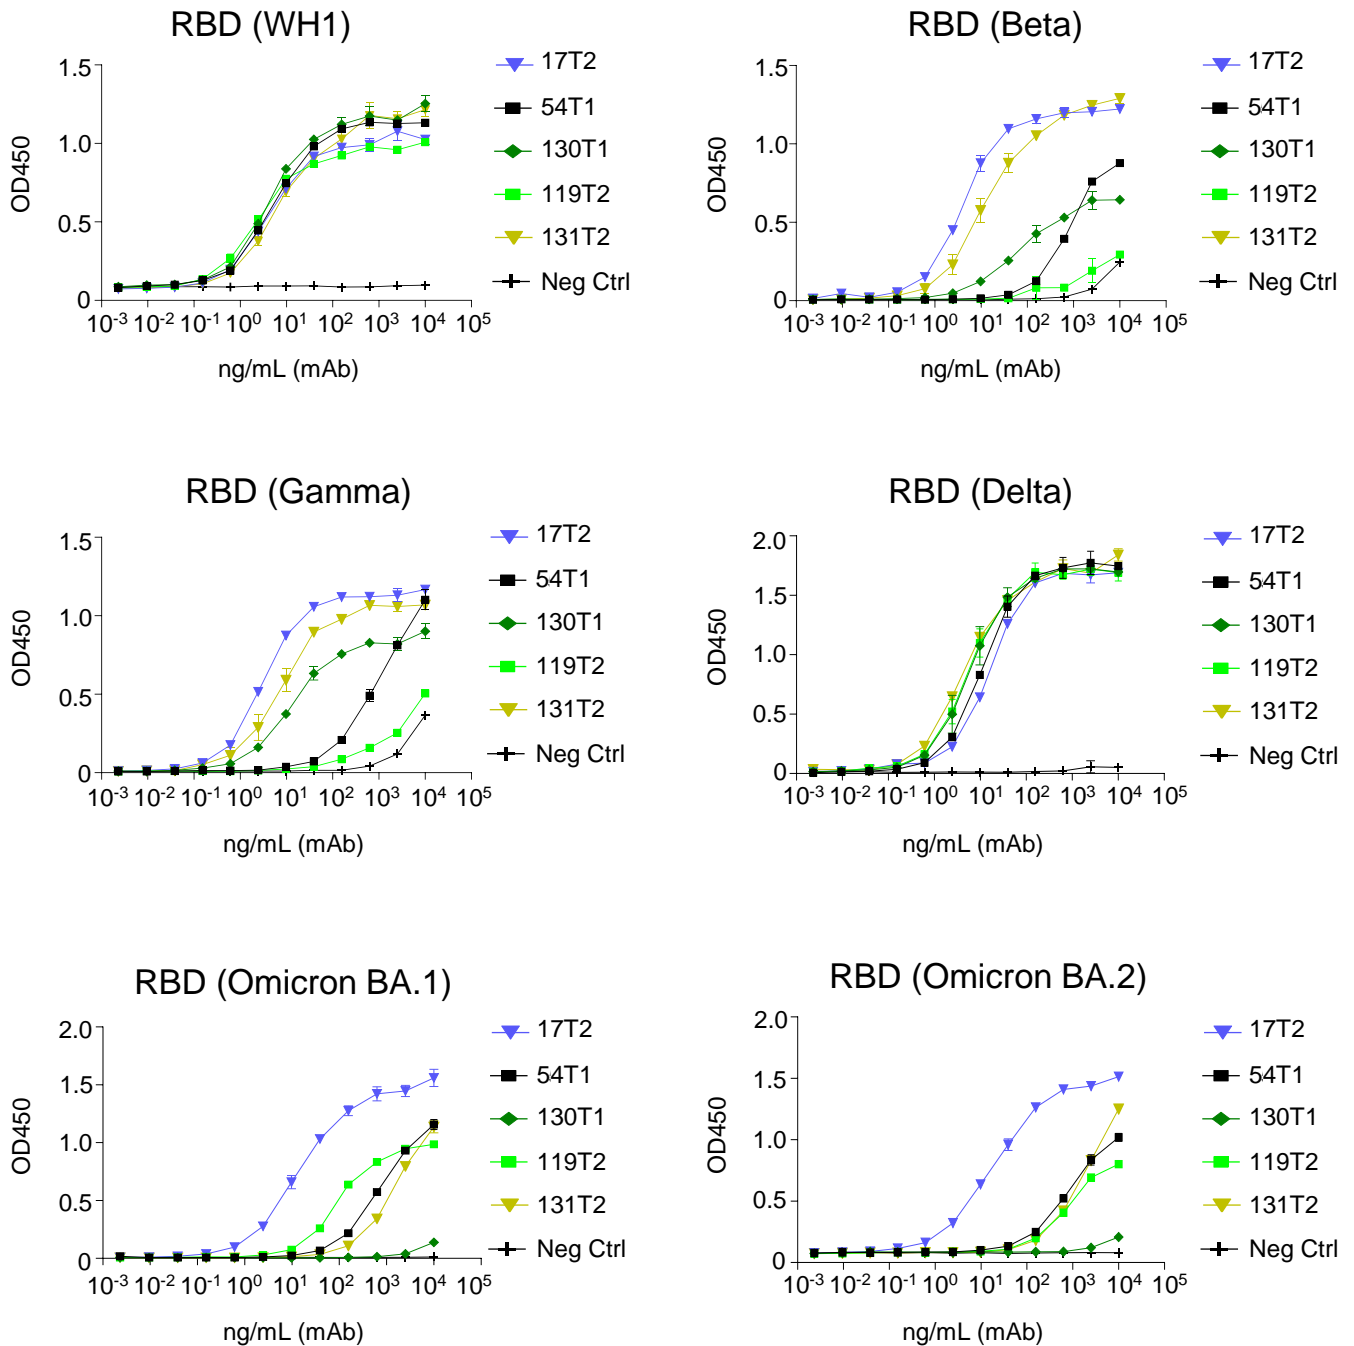 RBD (WH1)
1.5
1.0
0.5
0
OD450
10⁻³ 10⁻² 10⁻¹ 10⁰ 10¹ 10² 10³ 10⁴ 10⁵
ng/mL (mAb)
17T2
54T1
130T1
119T2
131T2
Neg Ctrl
RBD (Beta)
1.5
1.0
0.5
0
OD450
10⁻³ 10⁻² 10⁻¹ 10⁰ 10¹ 10² 10³ 10⁴ 10⁵
ng/mL (mAb)
17T2
54T1
130T1
119T2
131T2
Neg Ctrl
RBD (Gamma)
1.5
1.0
0.5
0
OD450
10⁻³ 10⁻² 10⁻¹ 10⁰ 10¹ 10² 10³ 10⁴ 10⁵
ng/mL (mAb)
17T2
54T1
130T1
119T2
131T2
Neg Ctrl
RBD (Delta)
2.0
1.5
1.0
0.5
0
OD450
10⁻³ 10⁻² 10⁻¹ 10⁰ 10¹ 10² 10³ 10⁴ 10⁵
ng/mL (mAb)
17T2
54T1
130T1
119T2
131T2
Neg Ctrl
RBD (Omicron BA.1)
2.0
1.5
1.0
0.5
0
OD450
10⁻³ 10⁻² 10⁻¹ 10⁰ 10¹ 10² 10³ 10⁴ 10⁵
ng/mL (mAb)
17T2
54T1
130T1
119T2
131T2
Neg Ctrl
RBD (Omicron BA.2)
2.0
1.5
1.0
0.5
0
OD450
10⁻³ 10⁻² 10⁻¹ 10⁰ 10¹ 10² 10³ 10⁴ 10⁵
ng/mL (mAb)
17T2
54T1
130T1
119T2
131T2
Neg Ctrl